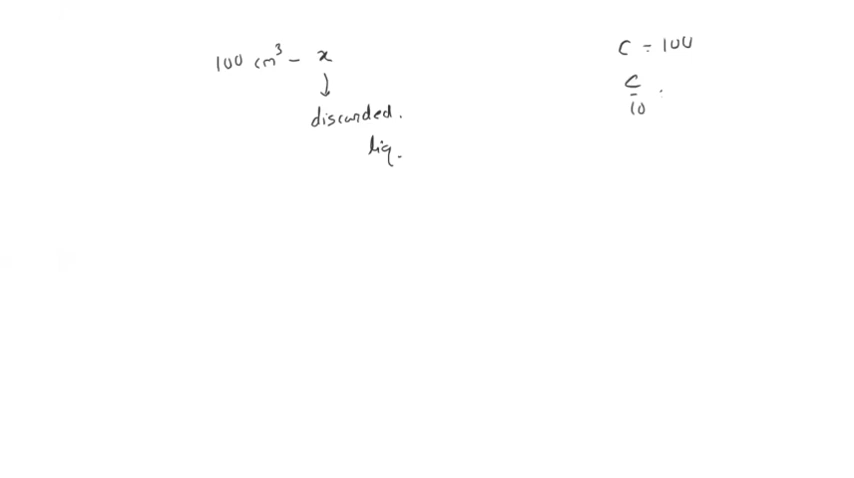 100 cm³ - x
↓
discarded.
liq.
C = 100
C
-
10